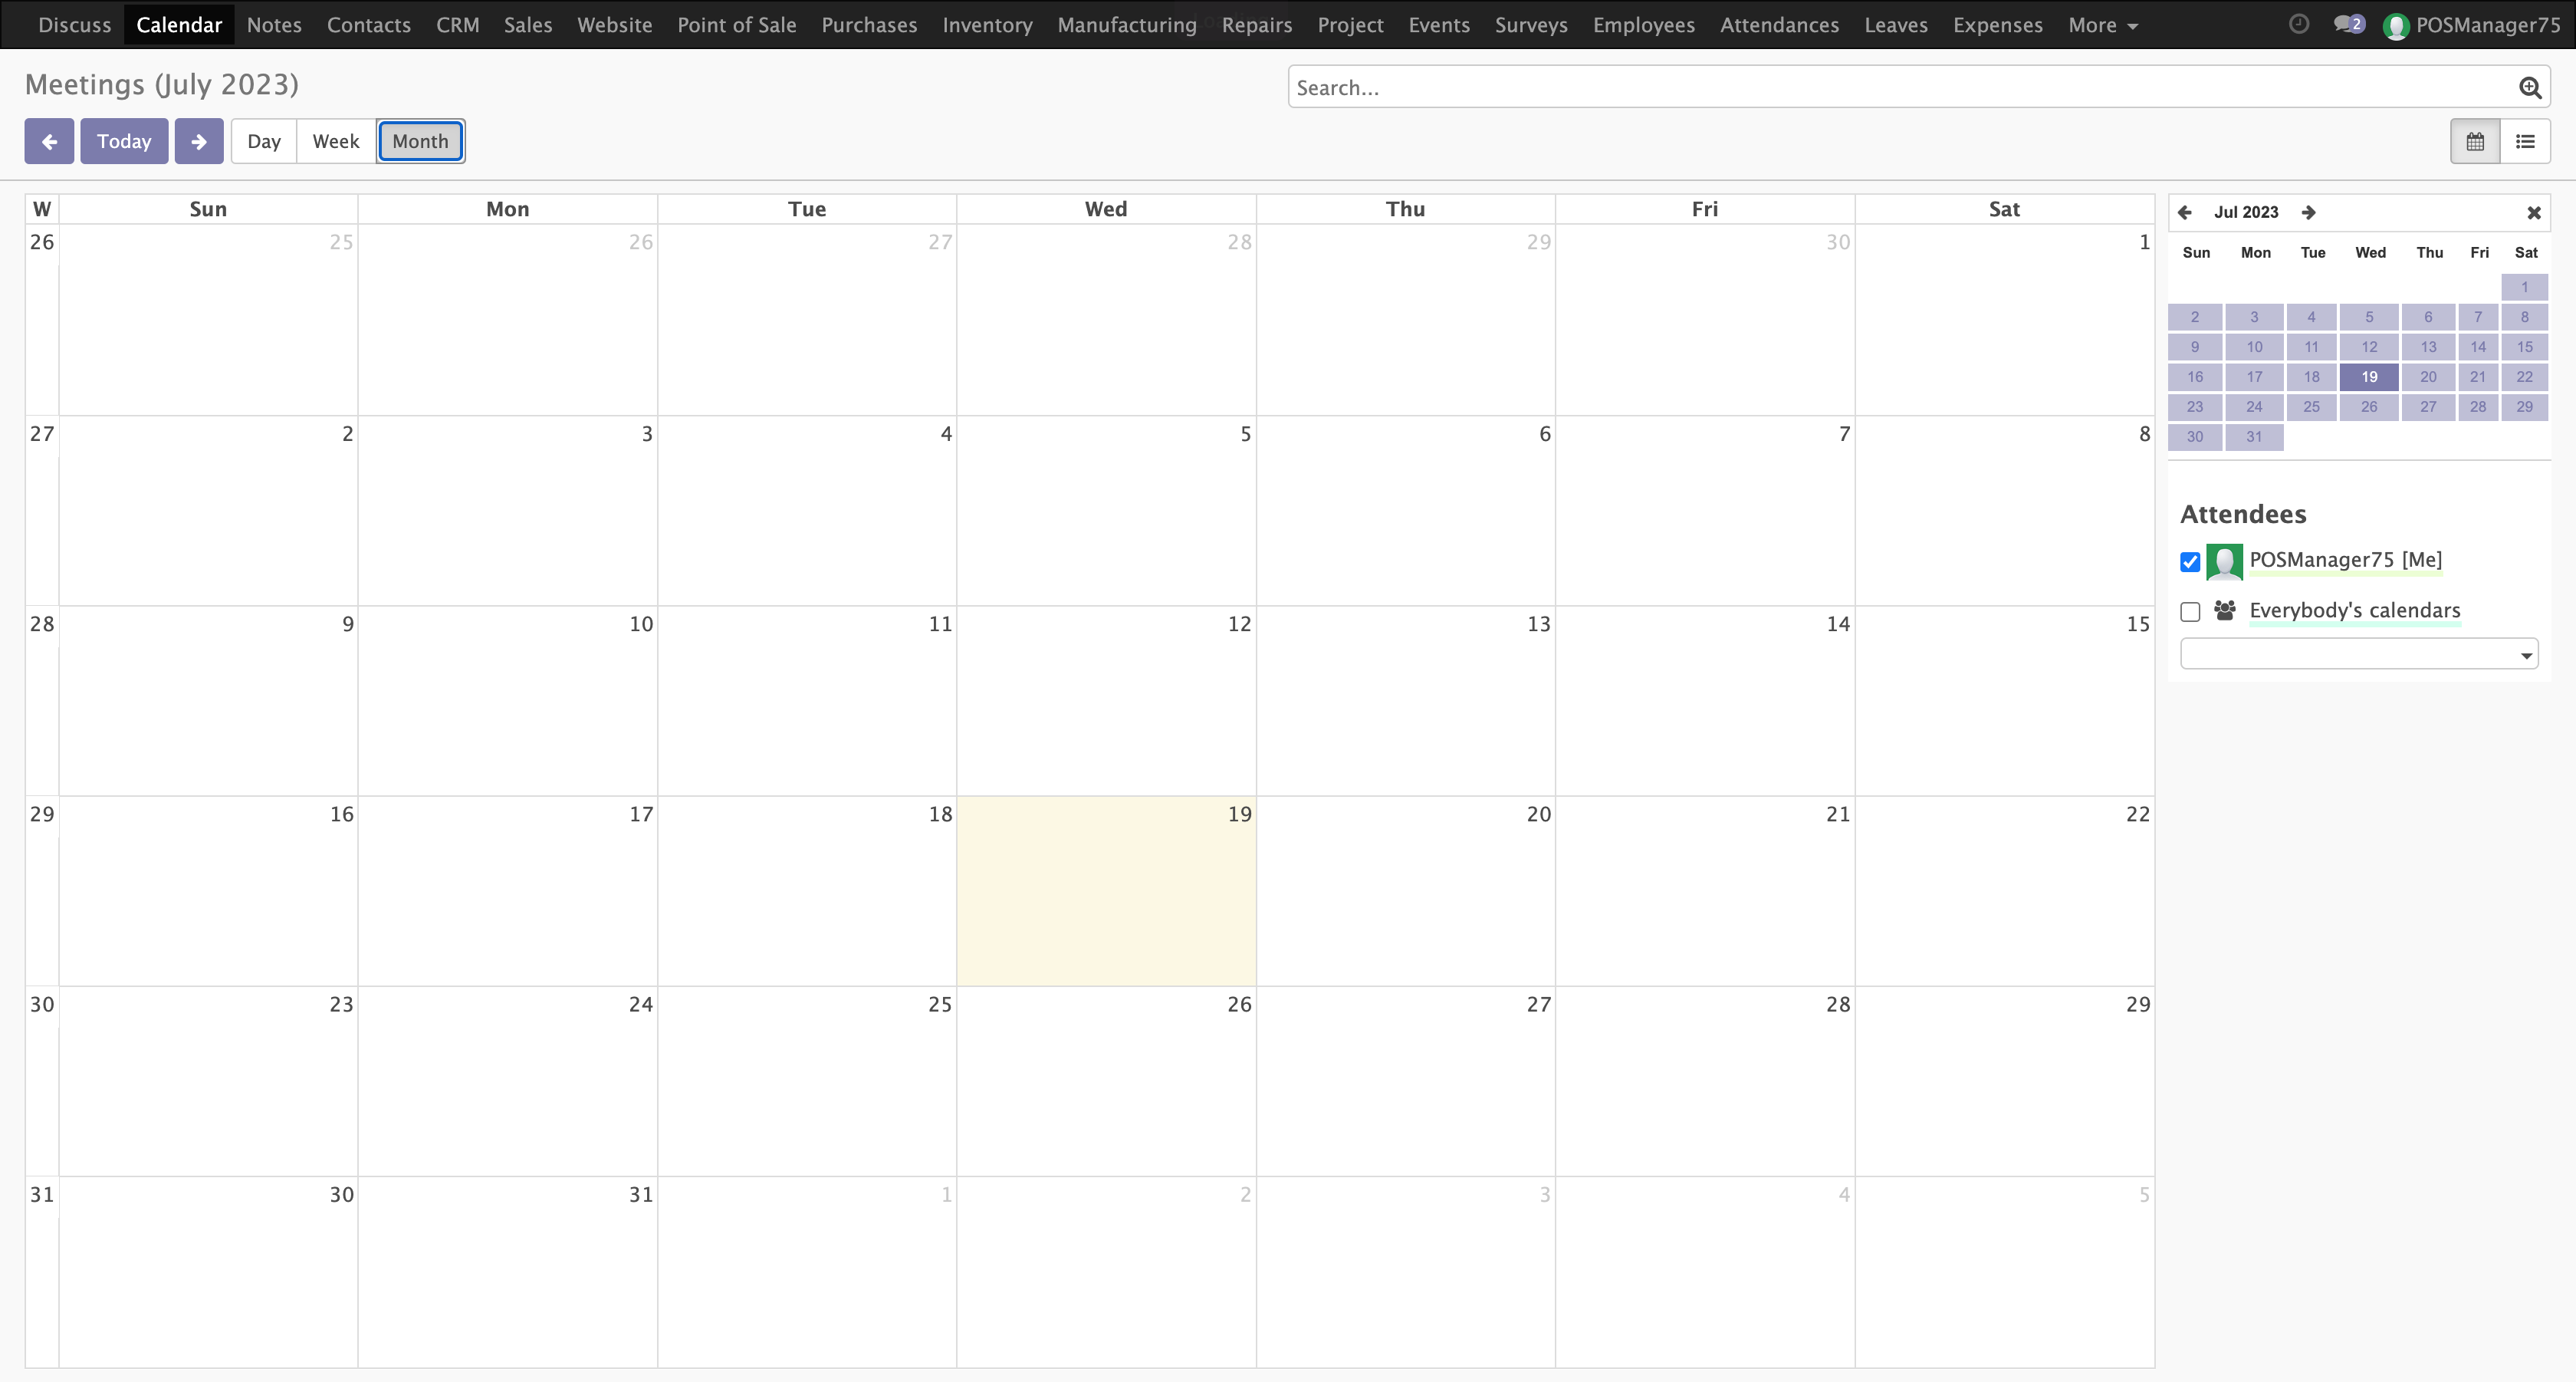 Discuss Calendar Notes Contacts CRM Sales Website Point of Sale Purchases Inventory Manufacturing Repairs Project Events Surveys Employees Attendances Leaves Expenses More 2 POSManager75
Meetings (July 2023)
Search...
Today Day Week Month
W Sun Mon Tue Wed Thu Fri Sat
26 25 26 27 28 29 30 1
27 2 3 4 5 6 7 8
28 9 10 11 12 13 14 15
29 16 17 18 19 20 21 22
30 23 24 25 26 27 28 29
31 30 31 1 2 3 4 5
Jul 2023
Sun Mon Tue Wed Thu Fri Sat
1
2 3 4 5 6 7 8
9 10 11 12 13 14 15
16 17 18 19 20 21 22
23 24 25 26 27 28 29
30 31
Attendees
POSManager75 [Me]
Everybody's calendars